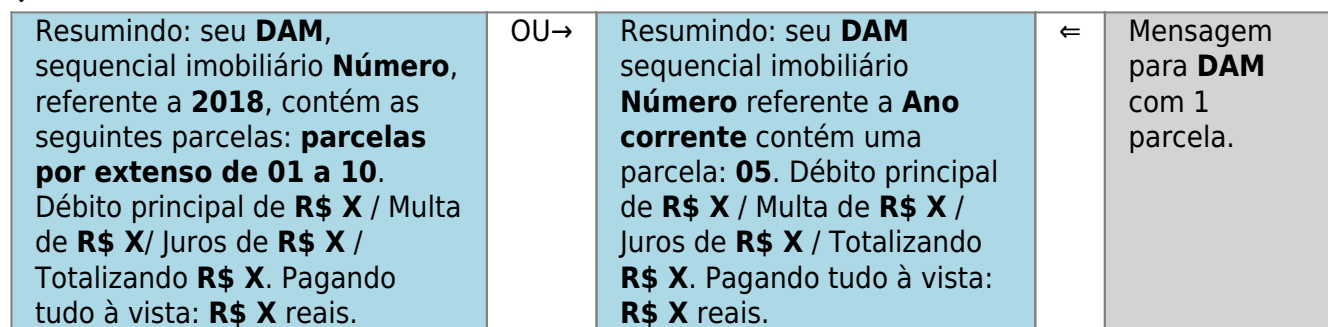 Resumindo: seu DAM,
sequencial imobiliário Número,
referente a 2018, contém as
seguintes parcelas: parcelas
por extenso de 01 a 10.
Débito principal de R$ X / Multa
de R$ X/ Juros de R$ X /
Totalizando R$ X. Pagando
tudo à vista: R$ X reais.
OU→
Resumindo: seu DAM
sequencial imobiliário
Número referente a Ano
corrente contém uma
parcela: 05. Débito principal
de R$ X / Multa de R$ X /
Juros de R$ X / Totalizando
R$ X. Pagando tudo à vista:
R$ X reais.
⇐
Mensagem
para DAM
com 1
parcela.